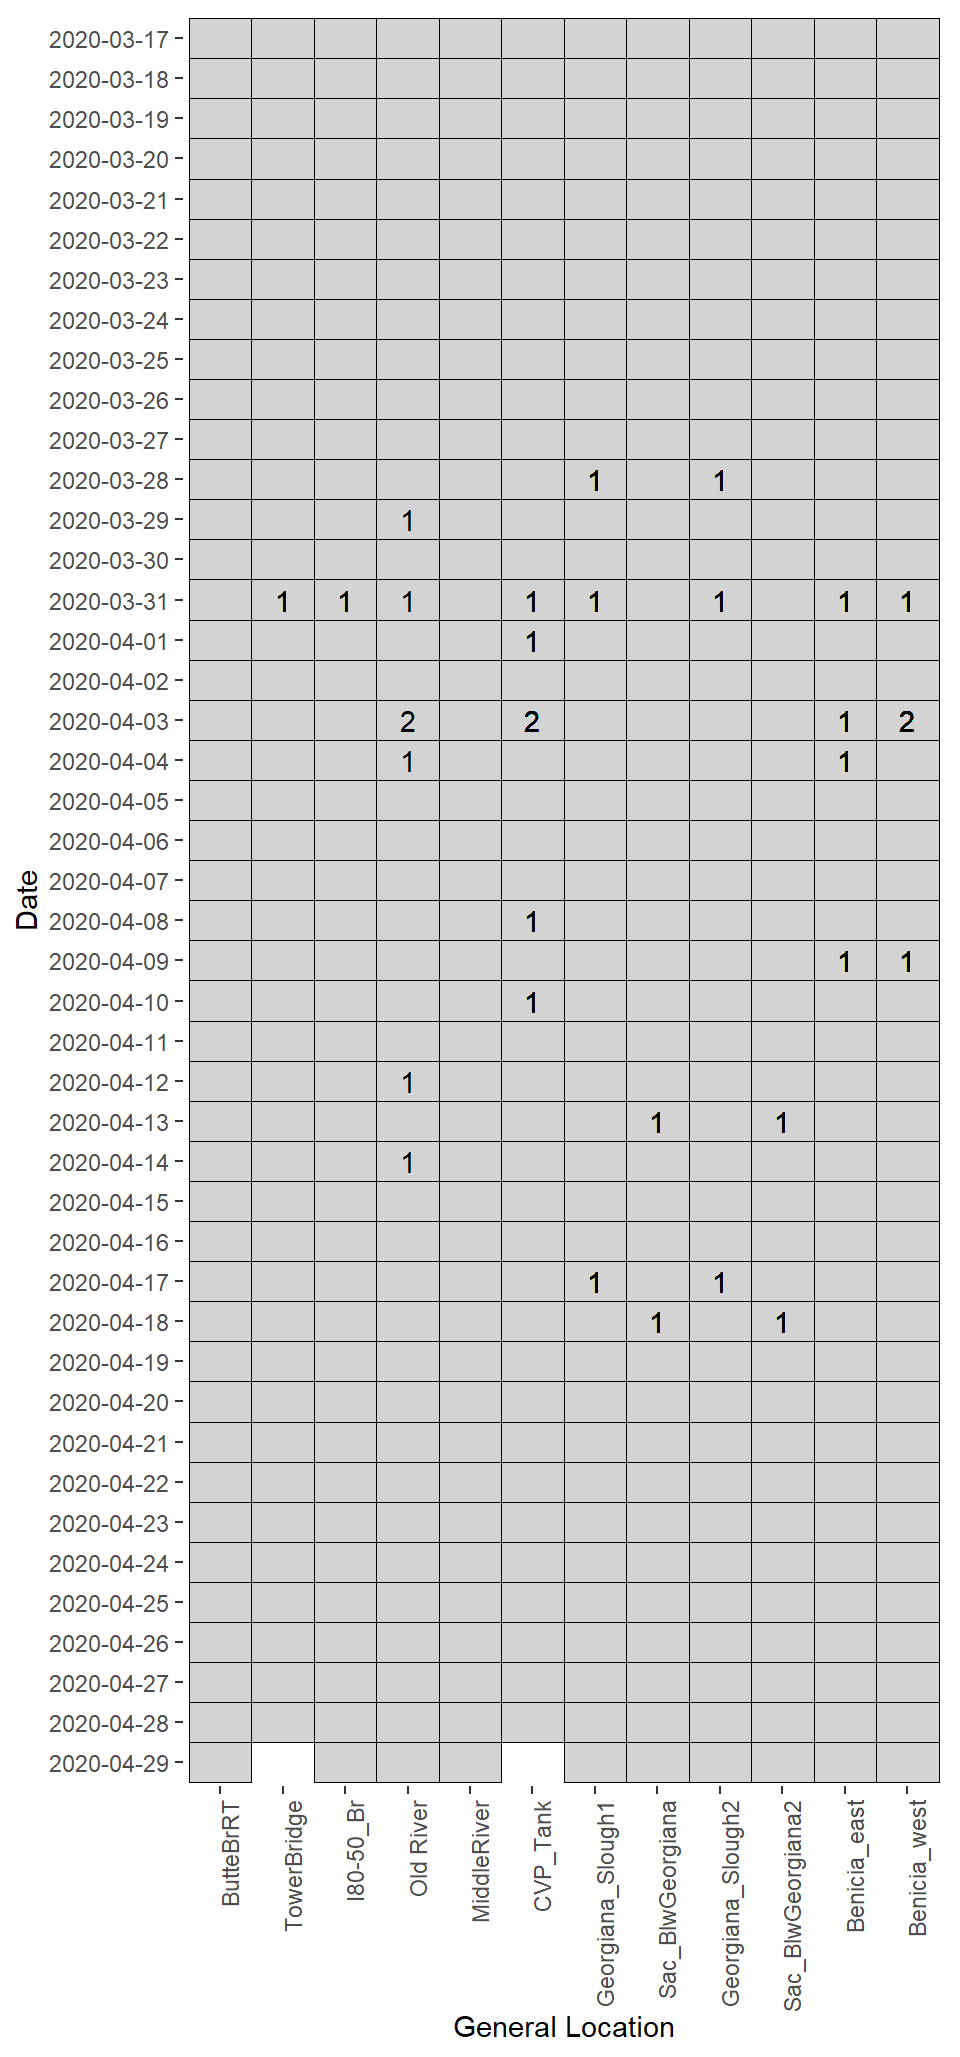 2020-03-17
2020-03-18
2020-03-19
2020-03-20
2020-03-21
2020-03-22
2020-03-23
2020-03-24
2020-03-25
2020-03-26
2020-03-27
2020-03-28 1 1
2020-03-29 1
2020-03-30
2020-03-31 1 1 1 1 1 1 1 1
2020-04-01 1
2020-04-02
2020-04-03 2 2 1 2
2020-04-04 1 1
2020-04-05
2020-04-06
2020-04-07
2020-04-08 1
2020-04-09 1 1
2020-04-10 1
2020-04-11
2020-04-12 1
2020-04-13 1 1
2020-04-14 1
2020-04-15
2020-04-16
2020-04-17 1 1
2020-04-18 1 1
2020-04-19
2020-04-20
2020-04-21
2020-04-22
2020-04-23
2020-04-24
2020-04-25
2020-04-26
2020-04-27
2020-04-28
2020-04-29
Date
ButteBrRT
TowerBridge
I80-50_Br
Old River
MiddleRiver
CVP_Tank
Georgiana_Slough1
Sac_BlwGeorgiana
Georgiana_Slough2
Sac_BlwGeorgiana2
Benicia_east
Benicia_west
General Location